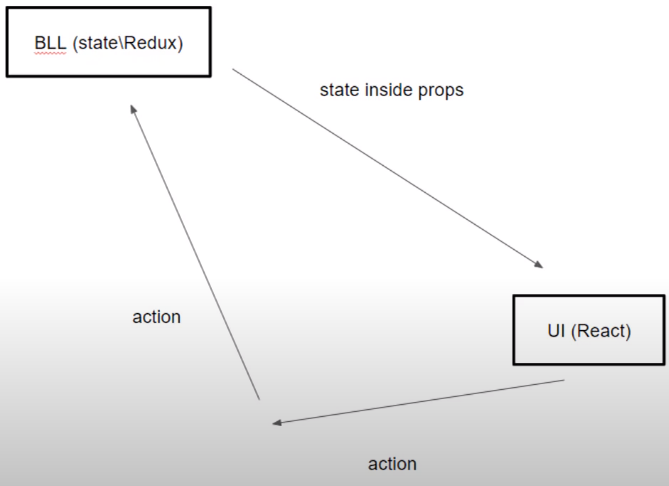 BLL (state\Redux)
state inside props
action
UI (React)
action